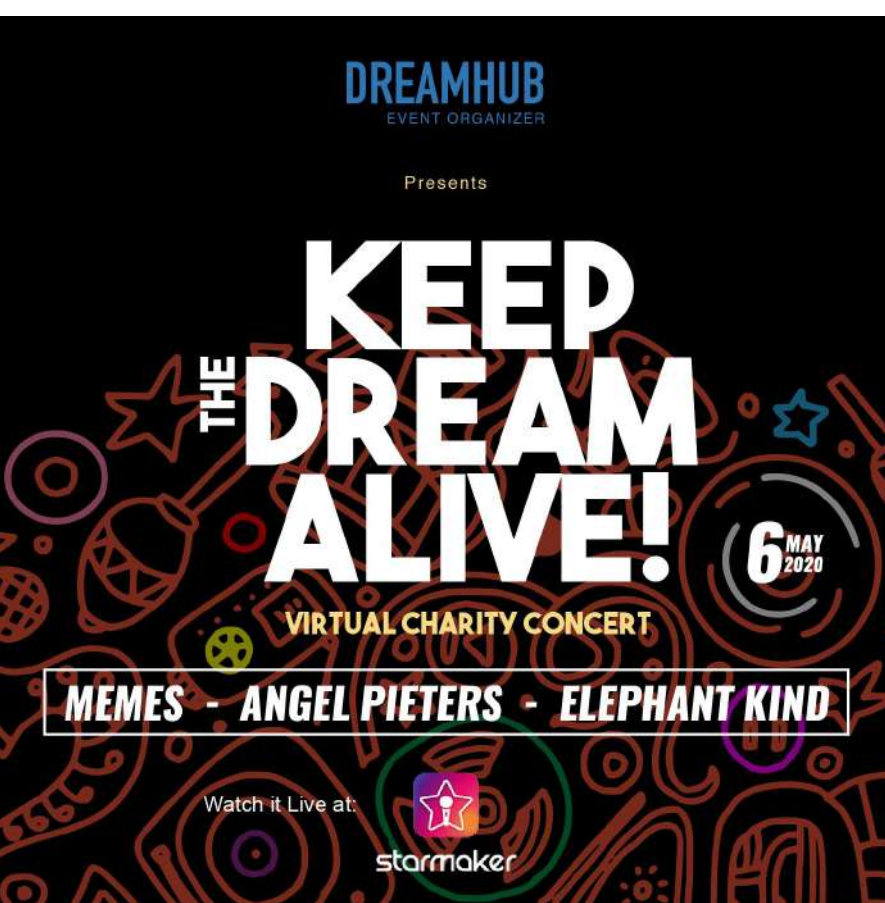 DREAMHUB
EVENT ORGANIZER
Presents
KEEP
THE DREAM
ALIVE!
6 MAY 2020
VIRTUAL CHARITY CONCERT
MEMES - ANGEL PIETERS - ELEPHANT KIND
Watch it Live at:
starmaker